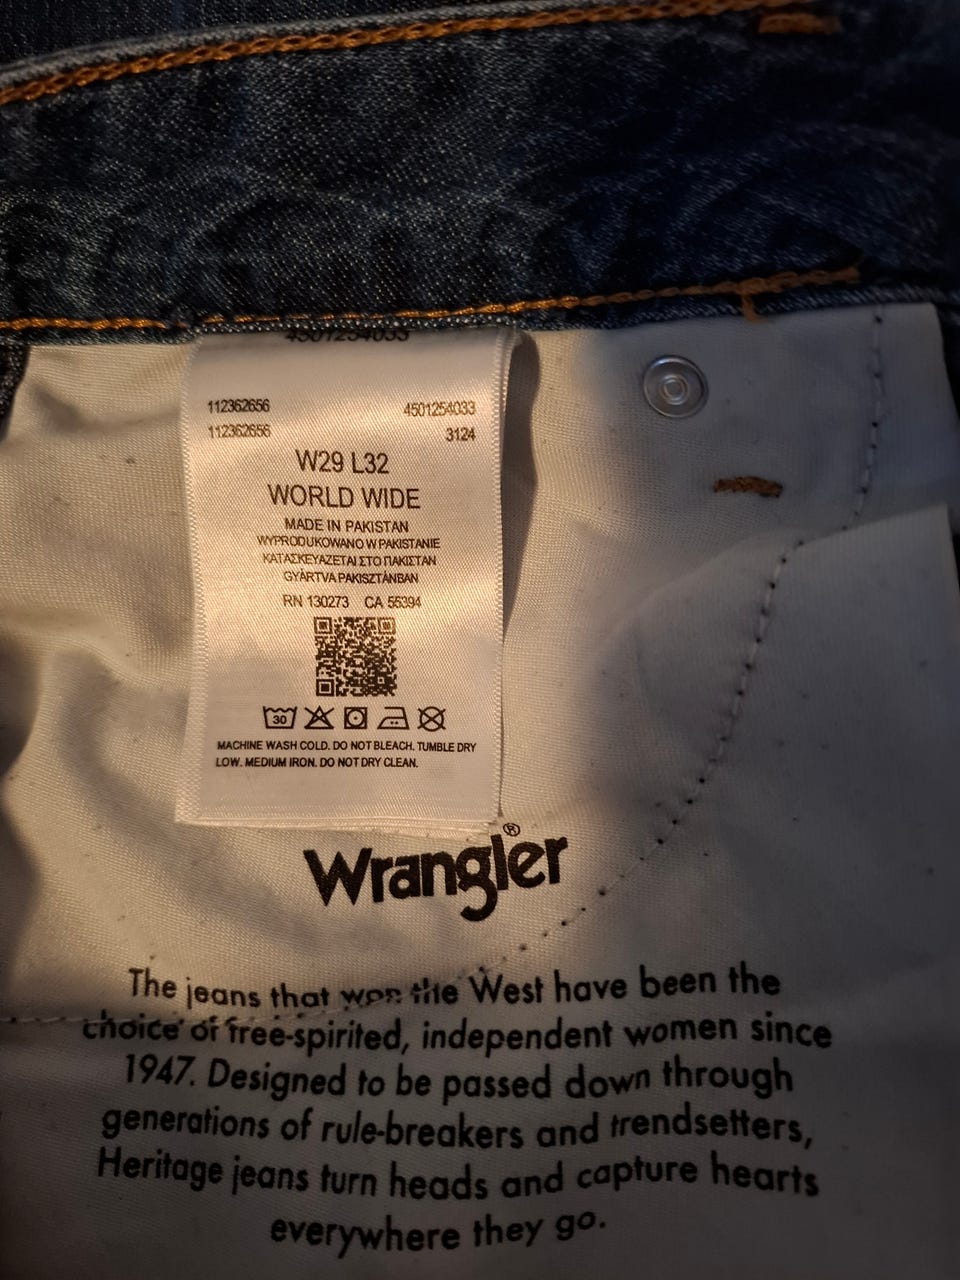 4501254033
112362656 4501254033
112362656 3124
W29 L32
WORLD WIDE
MADE IN PAKISTAN
WYPRODUKOWANO W PAKISTANIE
ΚΑΤΑΣΚΕΥΑΖΕΤΑΙ ΣΤΟ ΠΑΚΙΣΤΑΝ
GYÁRTVA PAKISZTÁNBAN
RN 130273 CA 55394
30
MACHINE WASH COLD. DO NOT BLEACH. TUMBLE DRY
LOW. MEDIUM IRON. DO NOT DRY CLEAN.
Wrangler®
The jeans that won the West have been the
choice of free-spirited, independent women since
1947. Designed to be passed down through
generations of rule-breakers and trendsetters,
Heritage jeans turn heads and capture hearts
everywhere they go.